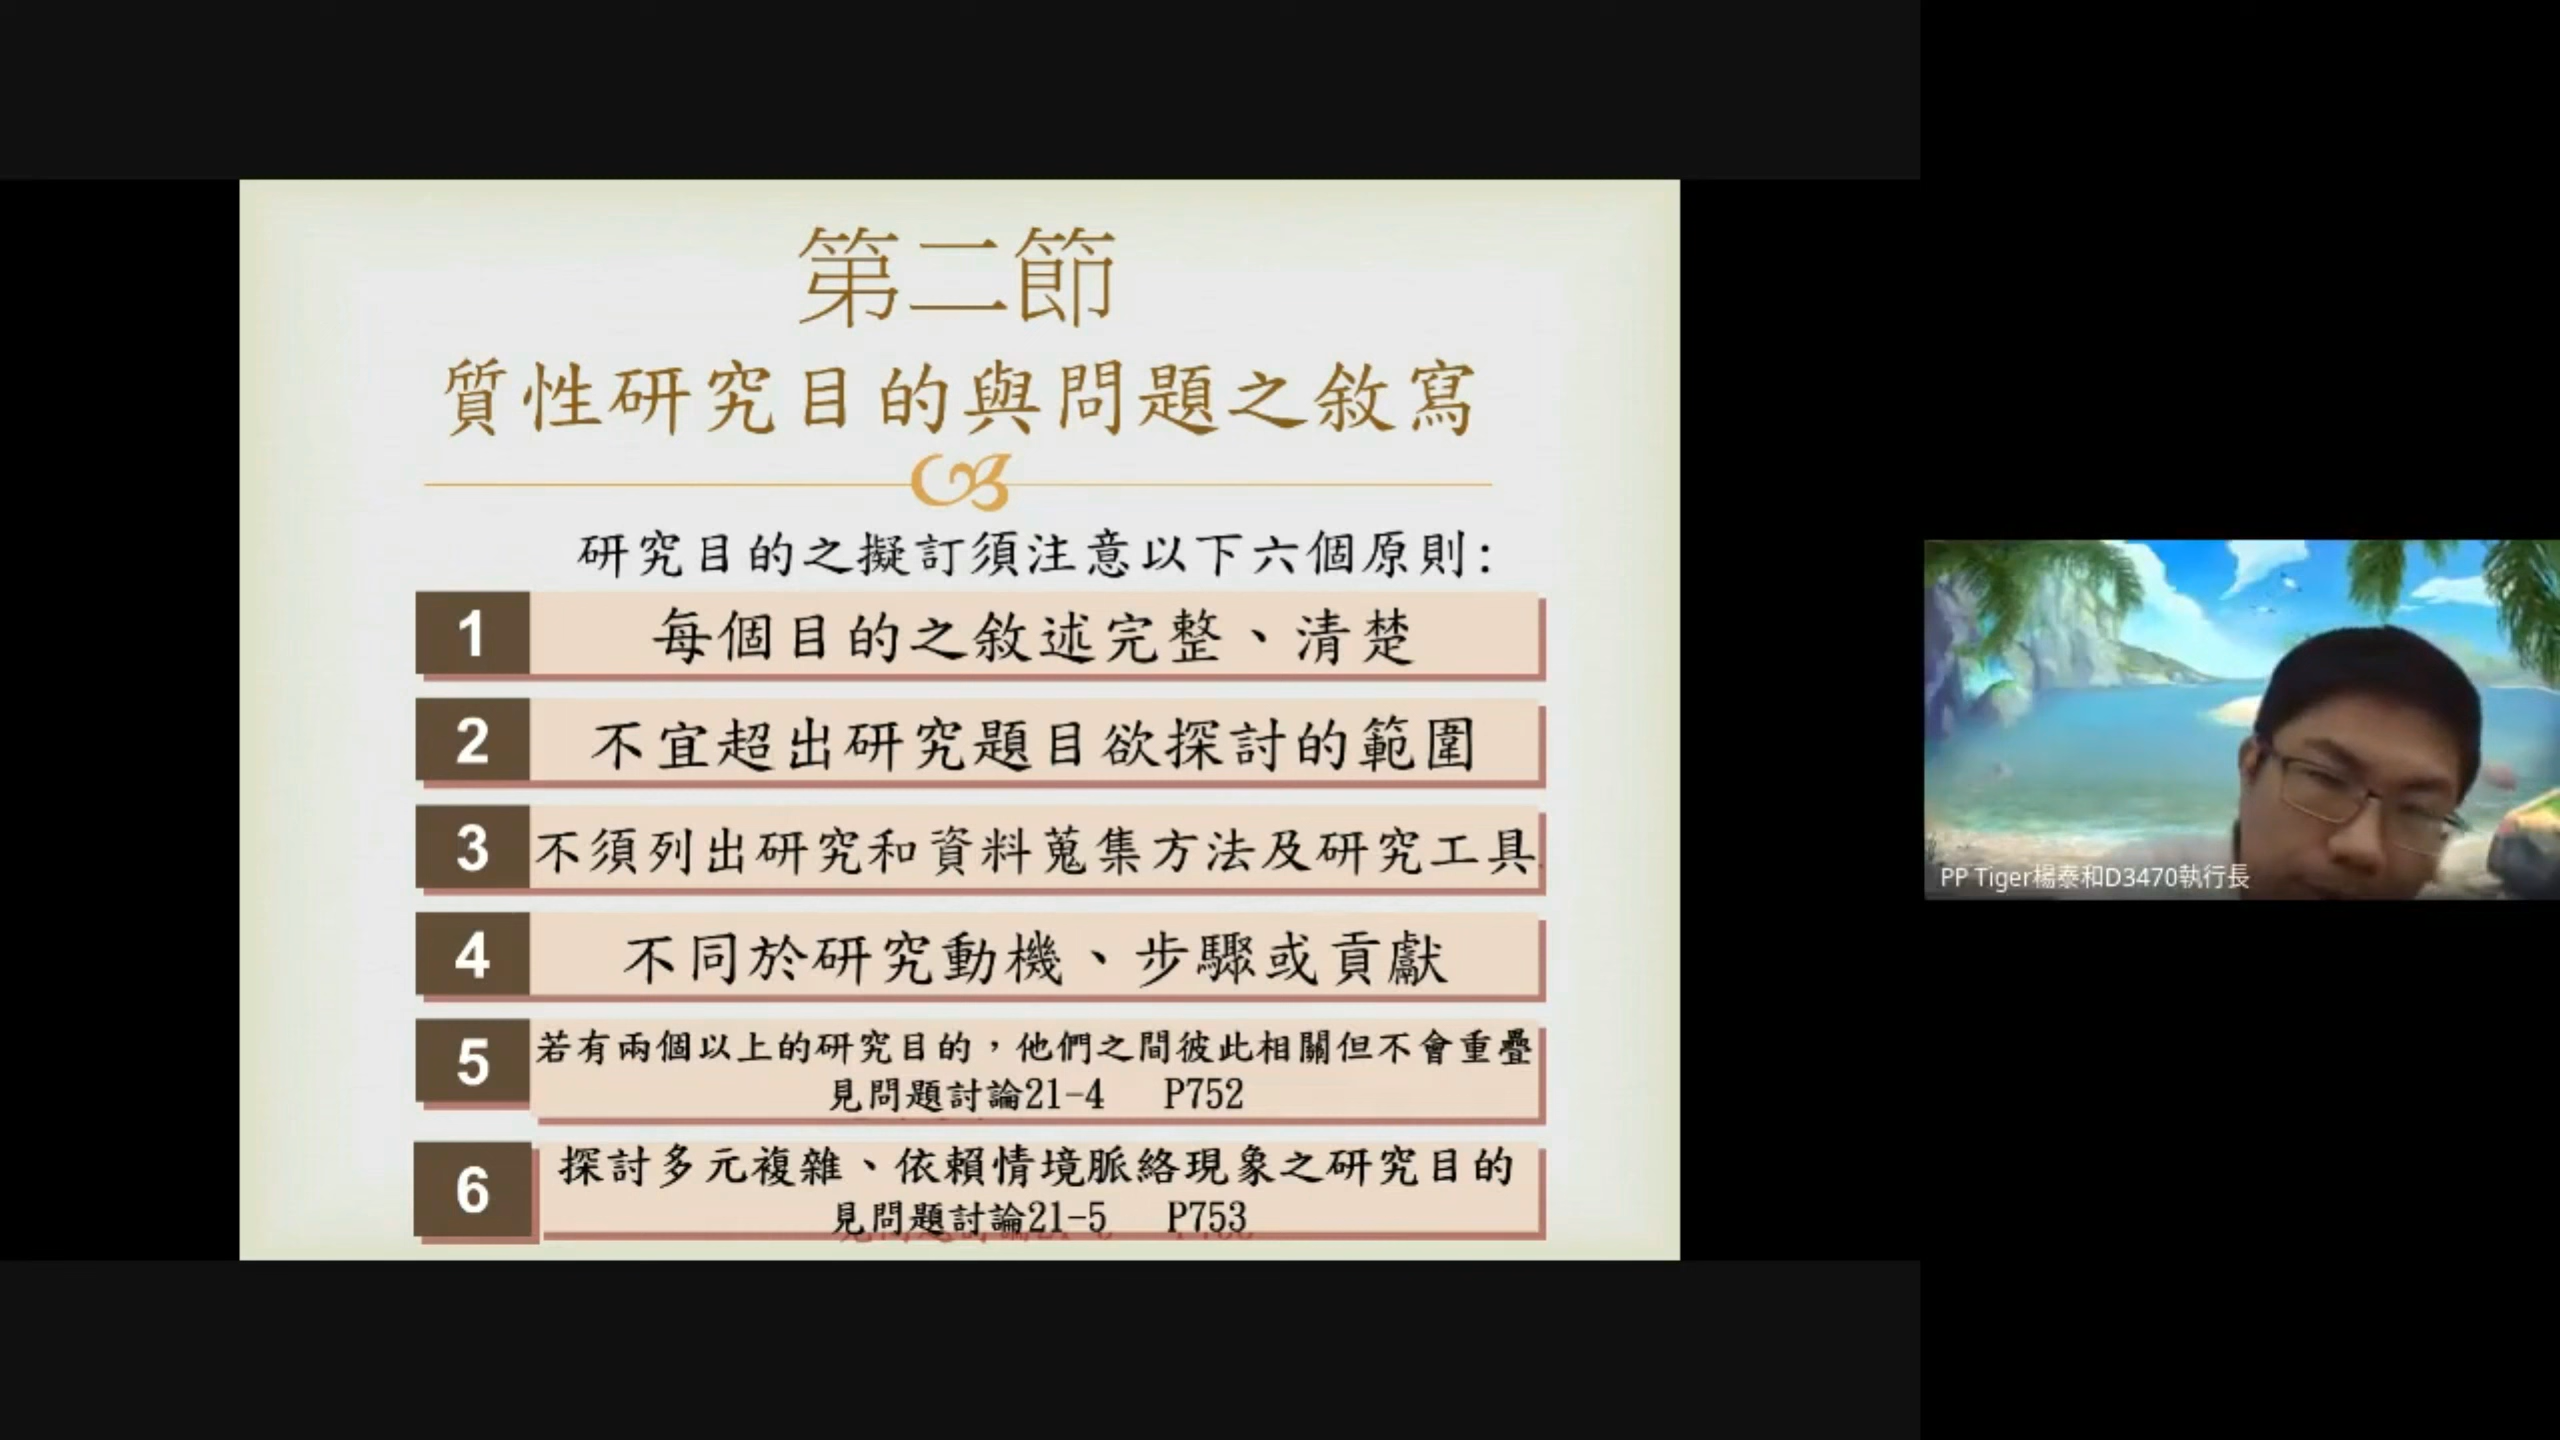 第二節
質性研究目的與問題之敘寫
研究目的之擬訂須注意以下六個原則:
1 每個目的之敘述完整、清楚
2 不宜超出研究題目欲探討的範圍
3 不須列出研究和資料蒐集方法及研究工具
4 不同於研究動機、步驟或貢獻
5 若有兩個以上的研究目的，他們之間彼此相關但不會重疊
見問題討論21-4 P752
6 探討多元複雜、依賴情境脈絡現象之研究目的
見問題討論21-5 P753
PP Tiger楊泰和D3470執行長